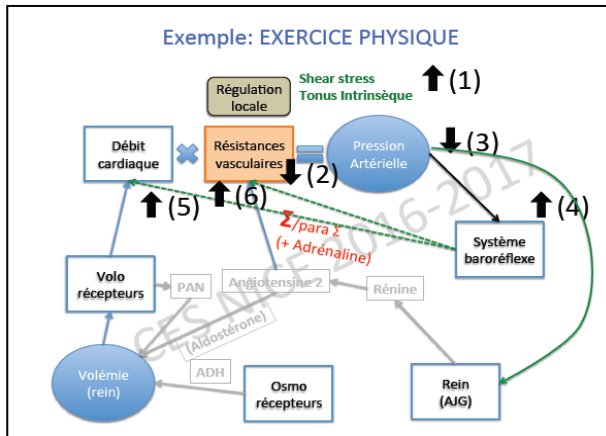 Exemple: EXERCICE PHYSIQUE
Régulation
locale
Shear stress
Tonus Intrinsèque
(1)
Débit
cardiaque
Résistances
vasculaires
(2)
Pression
Artérielle
(3)
(4)
(5)
(6)
Σ/para Σ
(+ Adrénaline)
Système
baroréflexe
Volo
récepteurs
PAN
Angiotensine 2
Rénine
(Aldostérone)
ADH
Volémie
(rein)
Osmo
récepteurs
Rein
(AJG)
CES NICE 2016-2017